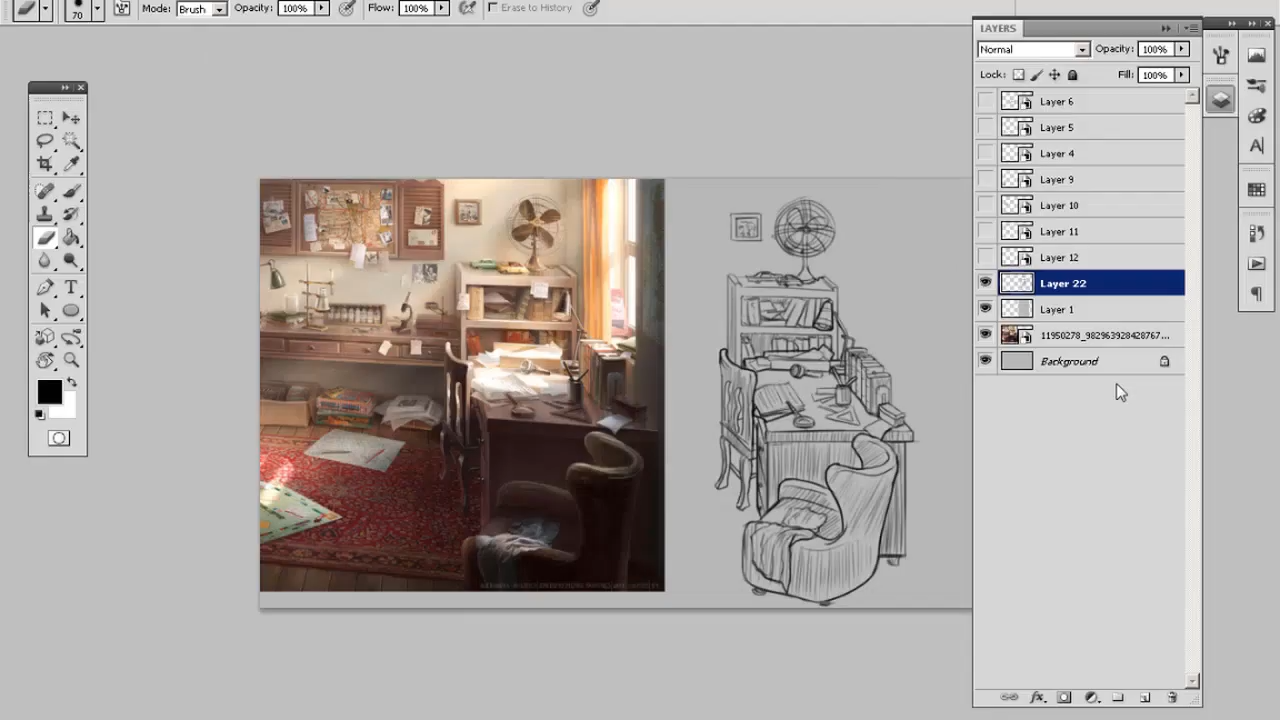 70 Mode: Brush Opacity: 100% Flow: 100% Erase to History
LAYERS
Normal Opacity: 100%
Lock: Fill: 100%
Layer 6
Layer 5
Layer 4
Layer 9
Layer 10
Layer 11
Layer 12
Layer 22
Layer 1
11950278_982963928428767...
Background